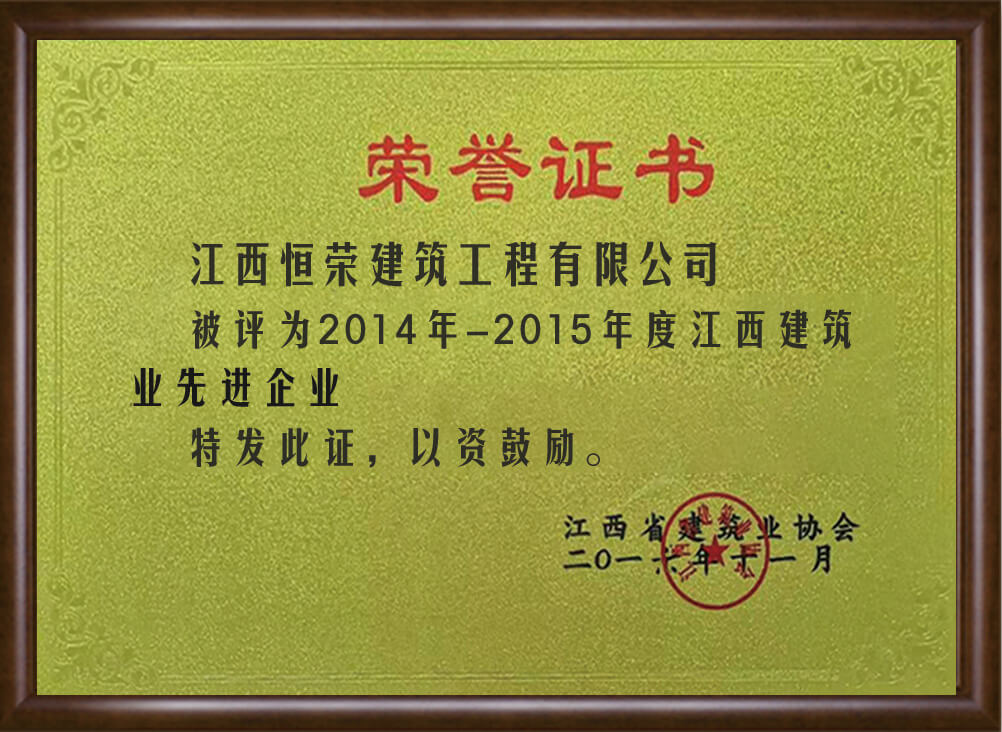 荣誉证书
江西恒荣建筑工程有限公司
被评为2014年-2015年度江西建筑
业先进企业
特发此证，以资鼓励。
江西省建筑业协会
二〇一六年十一月